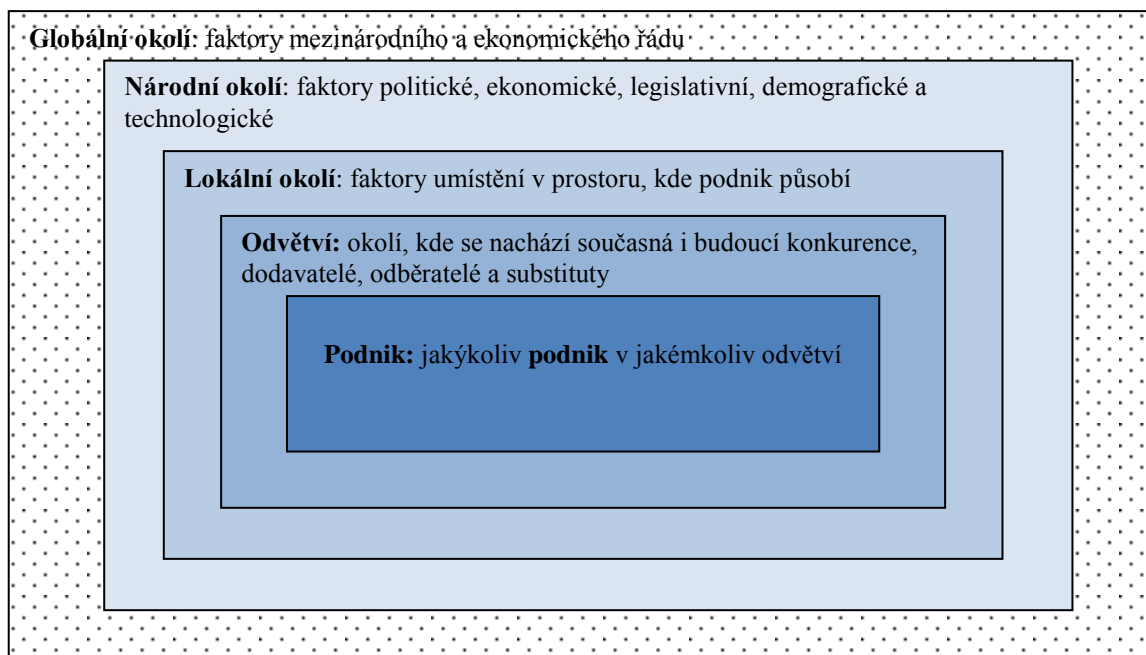 Globální okolí: faktory mezinárodního a ekonomického řádu
Národní okolí: faktory politické, ekonomické, legislativní, demografické a
technologické
Lokální okolí: faktory umístění v prostoru, kde podnik působí
Odvětví: okolí, kde se nachází současná i budoucí konkurence,
dodavatelé, odběratelé a substituty
Podnik: jakýkoliv podnik v jakémkoliv odvětví